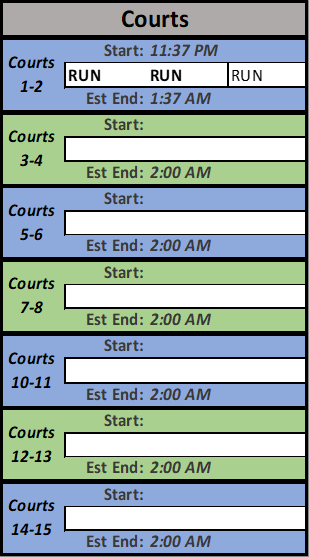 Courts
Start: 11:37 PM
Courts 1-2
RUN RUN RUN
Est End: 1:37 AM
Start:
Courts 3-4
Est End: 2:00 AM
Start:
Courts 5-6
Est End: 2:00 AM
Start:
Courts 7-8
Est End: 2:00 AM
Start:
Courts 10-11
Est End: 2:00 AM
Start:
Courts 12-13
Est End: 2:00 AM
Start:
Courts 14-15
Est End: 2:00 AM